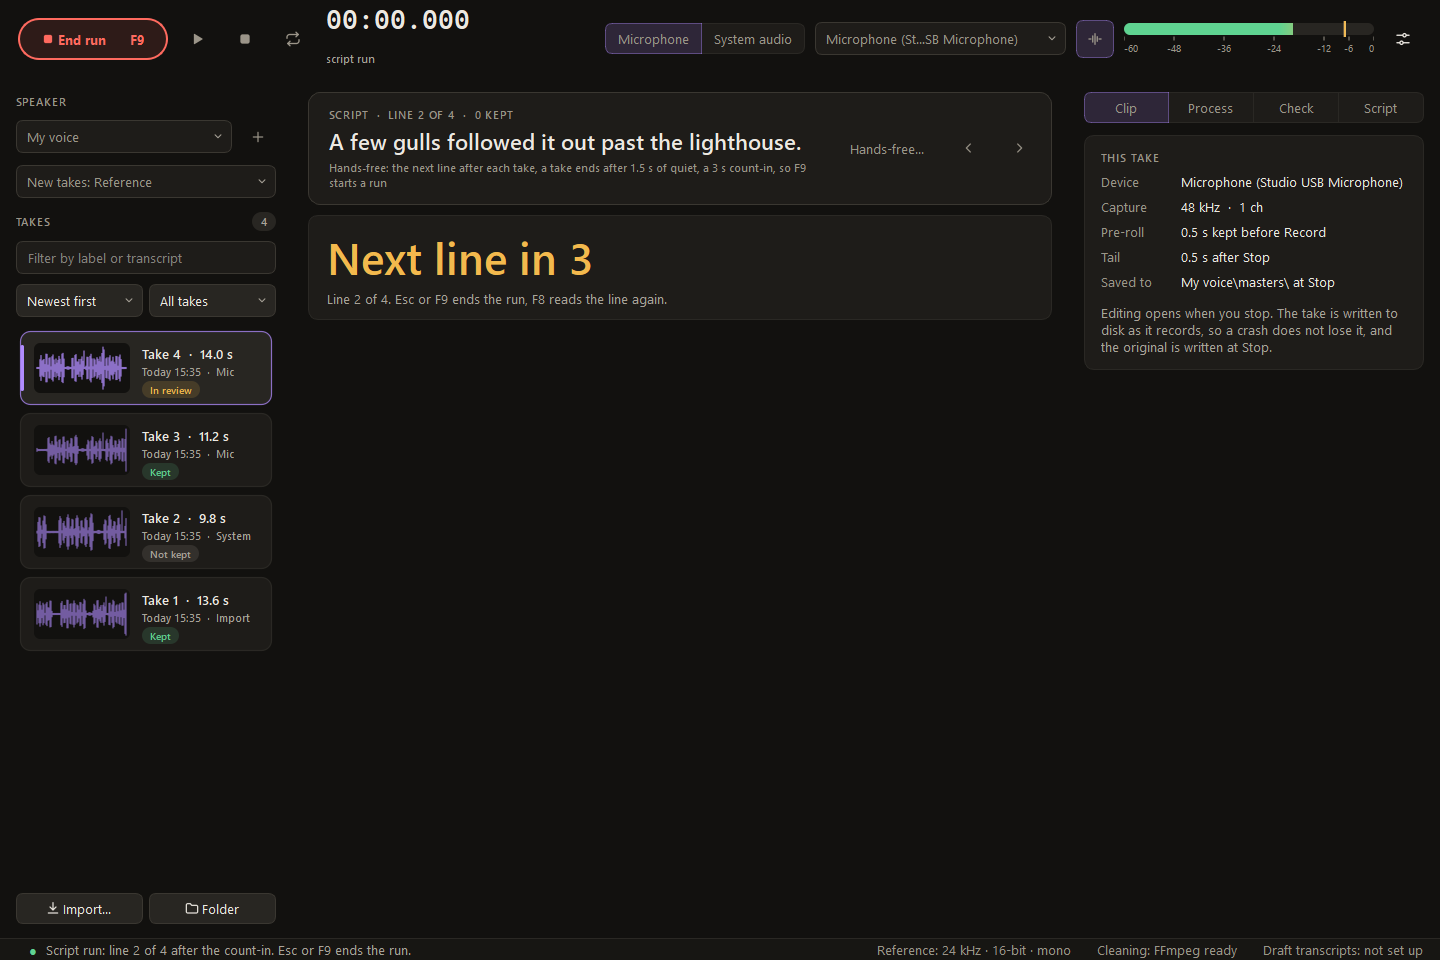 End run F9
00:00.000
script run
Microphone System audio
Microphone (St...SB Microphone)
-60 -48 -36 -24 -12 -6 0
SPEAKER
My voice
New takes: Reference
TAKES 4
Filter by label or transcript
Newest first All takes
Take 4 · 14.0 s
Today 15:35 · Mic
In review
Take 3 · 11.2 s
Today 15:35 · Mic
Kept
Take 2 · 9.8 s
Today 15:35 · System
Not kept
Take 1 · 13.6 s
Today 15:35 · Import
Kept
Import... Folder
SCRIPT · LINE 2 OF 4 · 0 KEPT
A few gulls followed it out past the lighthouse.
Hands-free: the next line after each take, a take ends after 1.5 s of quiet, a 3 s count-in, so F9
starts a run
Hands-free...
Next line in 3
Line 2 of 4. Esc or F9 ends the run, F8 reads the line again.
Clip Process Check Script
THIS TAKE
Device Microphone (Studio USB Microphone)
Capture 48 kHz · 1 ch
Pre-roll 0.5 s kept before Record
Tail 0.5 s after Stop
Saved to My voice\masters\ at Stop
Editing opens when you stop. The take is written to
disk as it records, so a crash does not lose it, and
the original is written at Stop.
Script run: line 2 of 4 after the count-in. Esc or F9 ends the run.
Reference: 24 kHz · 16-bit · mono Cleaning: FFmpeg ready Draft transcripts: not set up